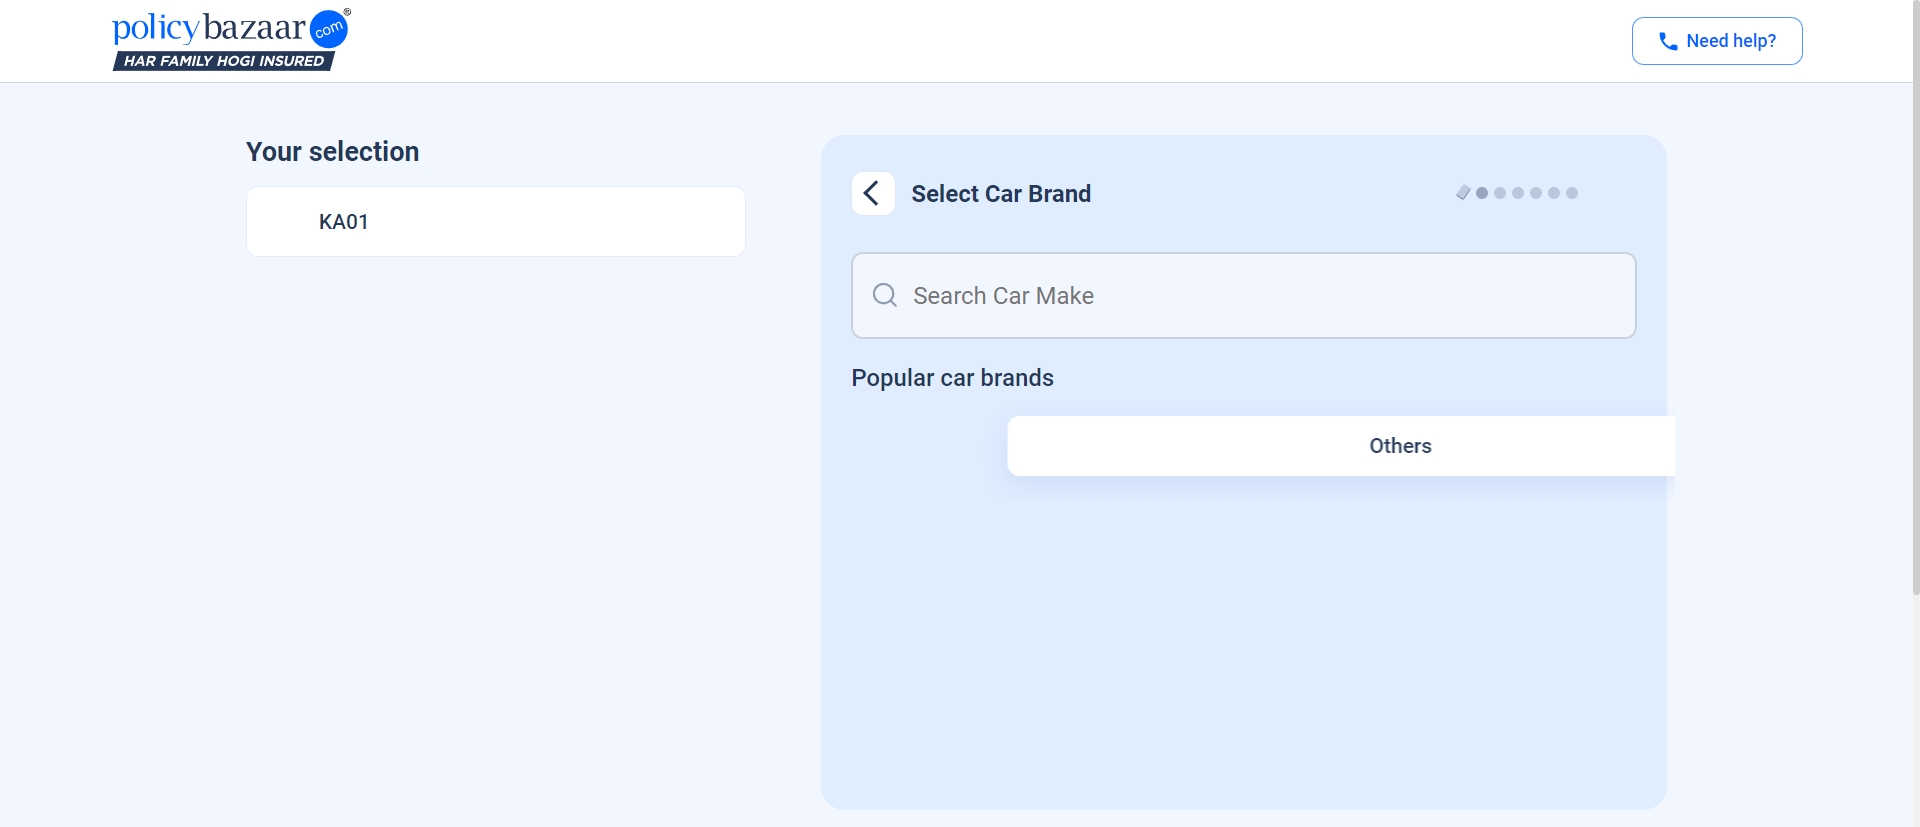 policybazaar com ®
HAR FAMILY HOGI INSURED
Need help?
Your selection
KA01
Select Car Brand
Search Car Make
Popular car brands
Others